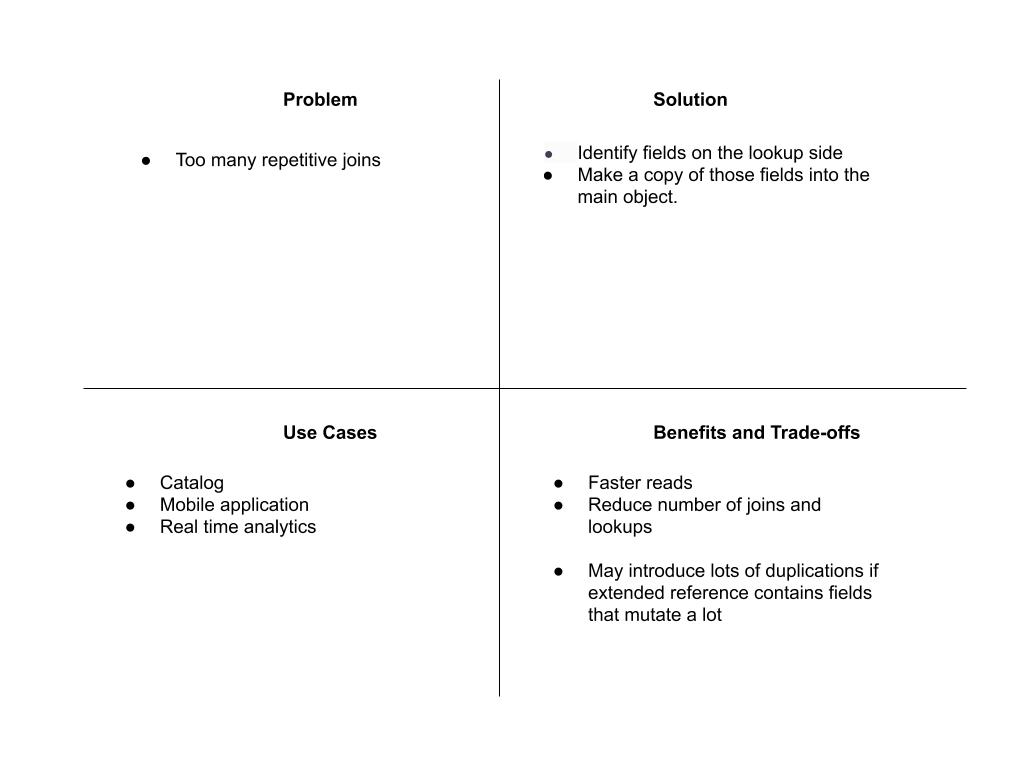 Problem
● Too many repetitive joins
Solution
● Identify fields on the lookup side
● Make a copy of those fields into the
main object.
Use Cases
● Catalog
● Mobile application
● Real time analytics
Benefits and Trade-offs
● Faster reads
● Reduce number of joins and
lookups
● May introduce lots of duplications if
extended reference contains fields
that mutate a lot